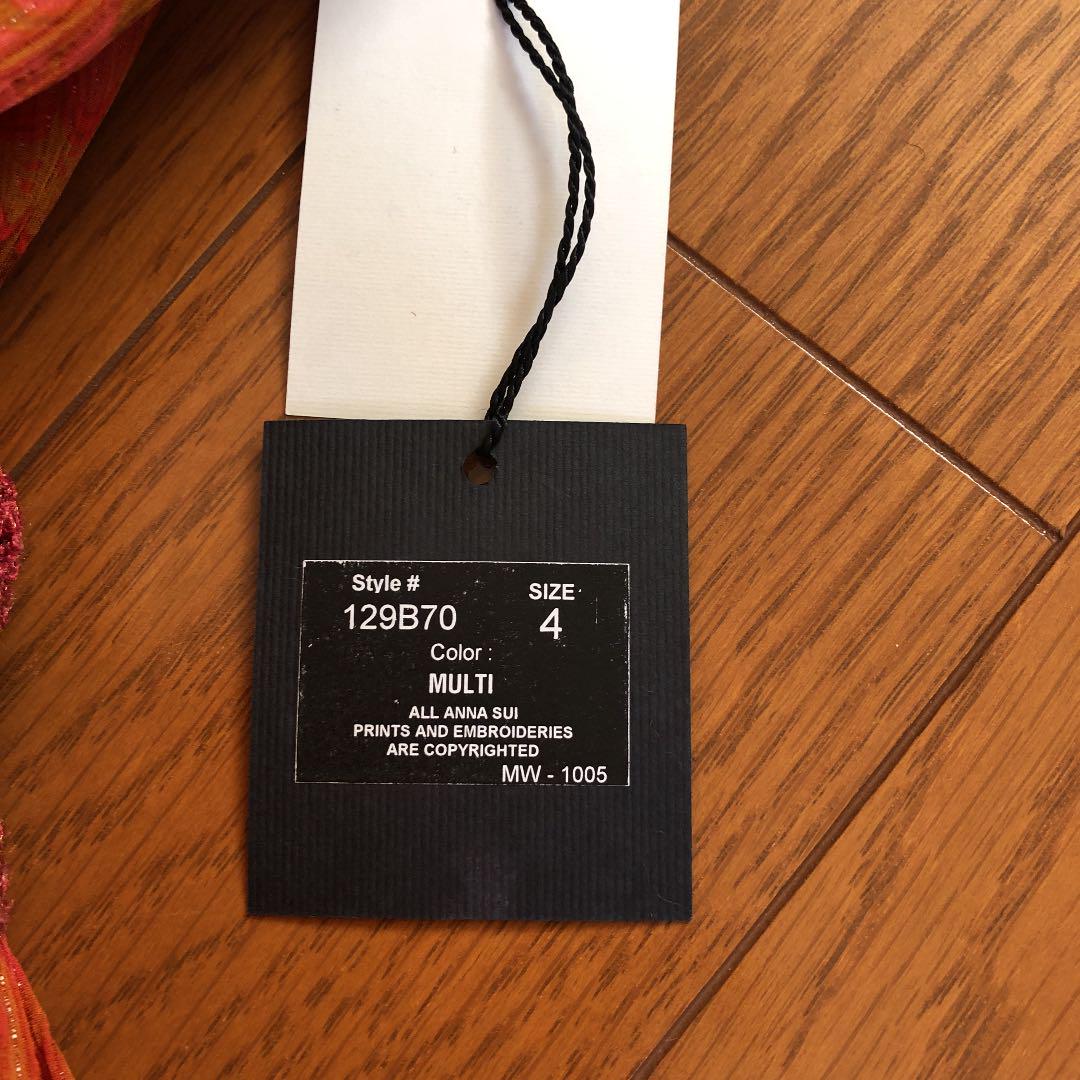 Style #
SIZE
129B70
4
Color :
MULTI
ALL ANNA SUI
PRINTS AND EMBROIDERIES
ARE COPYRIGHTED
MW - 1005